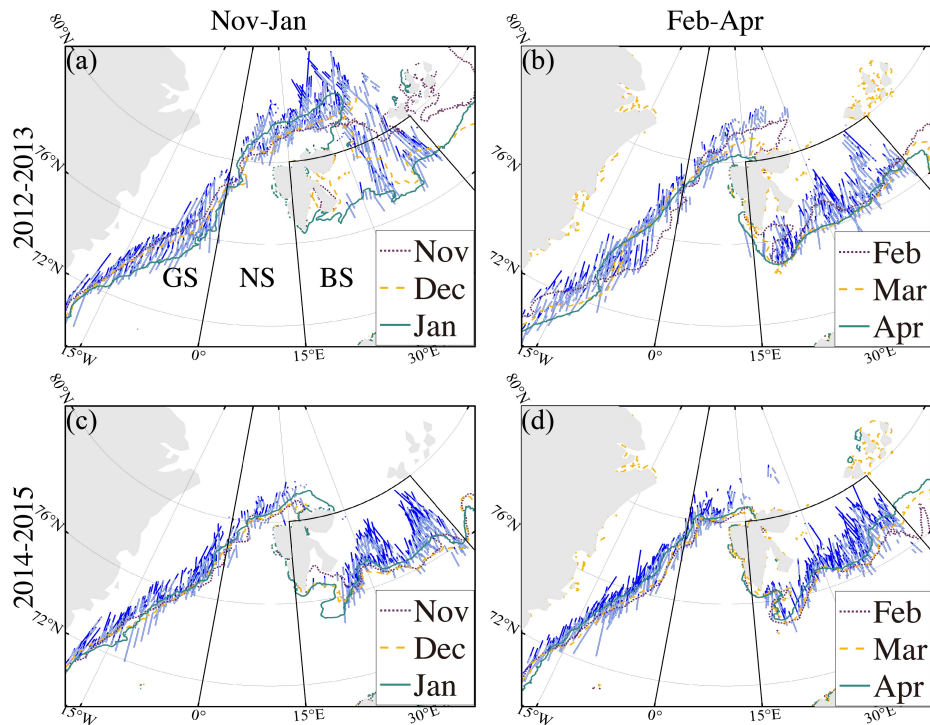 Nov-Jan
Feb-Apr
2012-2013
2014-2015
(a)
80°N
76°N
72°N
15°W
0°
15°E
30°E
GS
NS
BS
Nov
Dec
Jan
(b)
80°N
76°N
72°N
15°W
0°
15°E
30°E
Feb
Mar
Apr
(c)
80°N
76°N
72°N
15°W
0°
15°E
30°E
Nov
Dec
Jan
(d)
80°N
76°N
72°N
15°W
0°
15°E
30°E
Feb
Mar
Apr